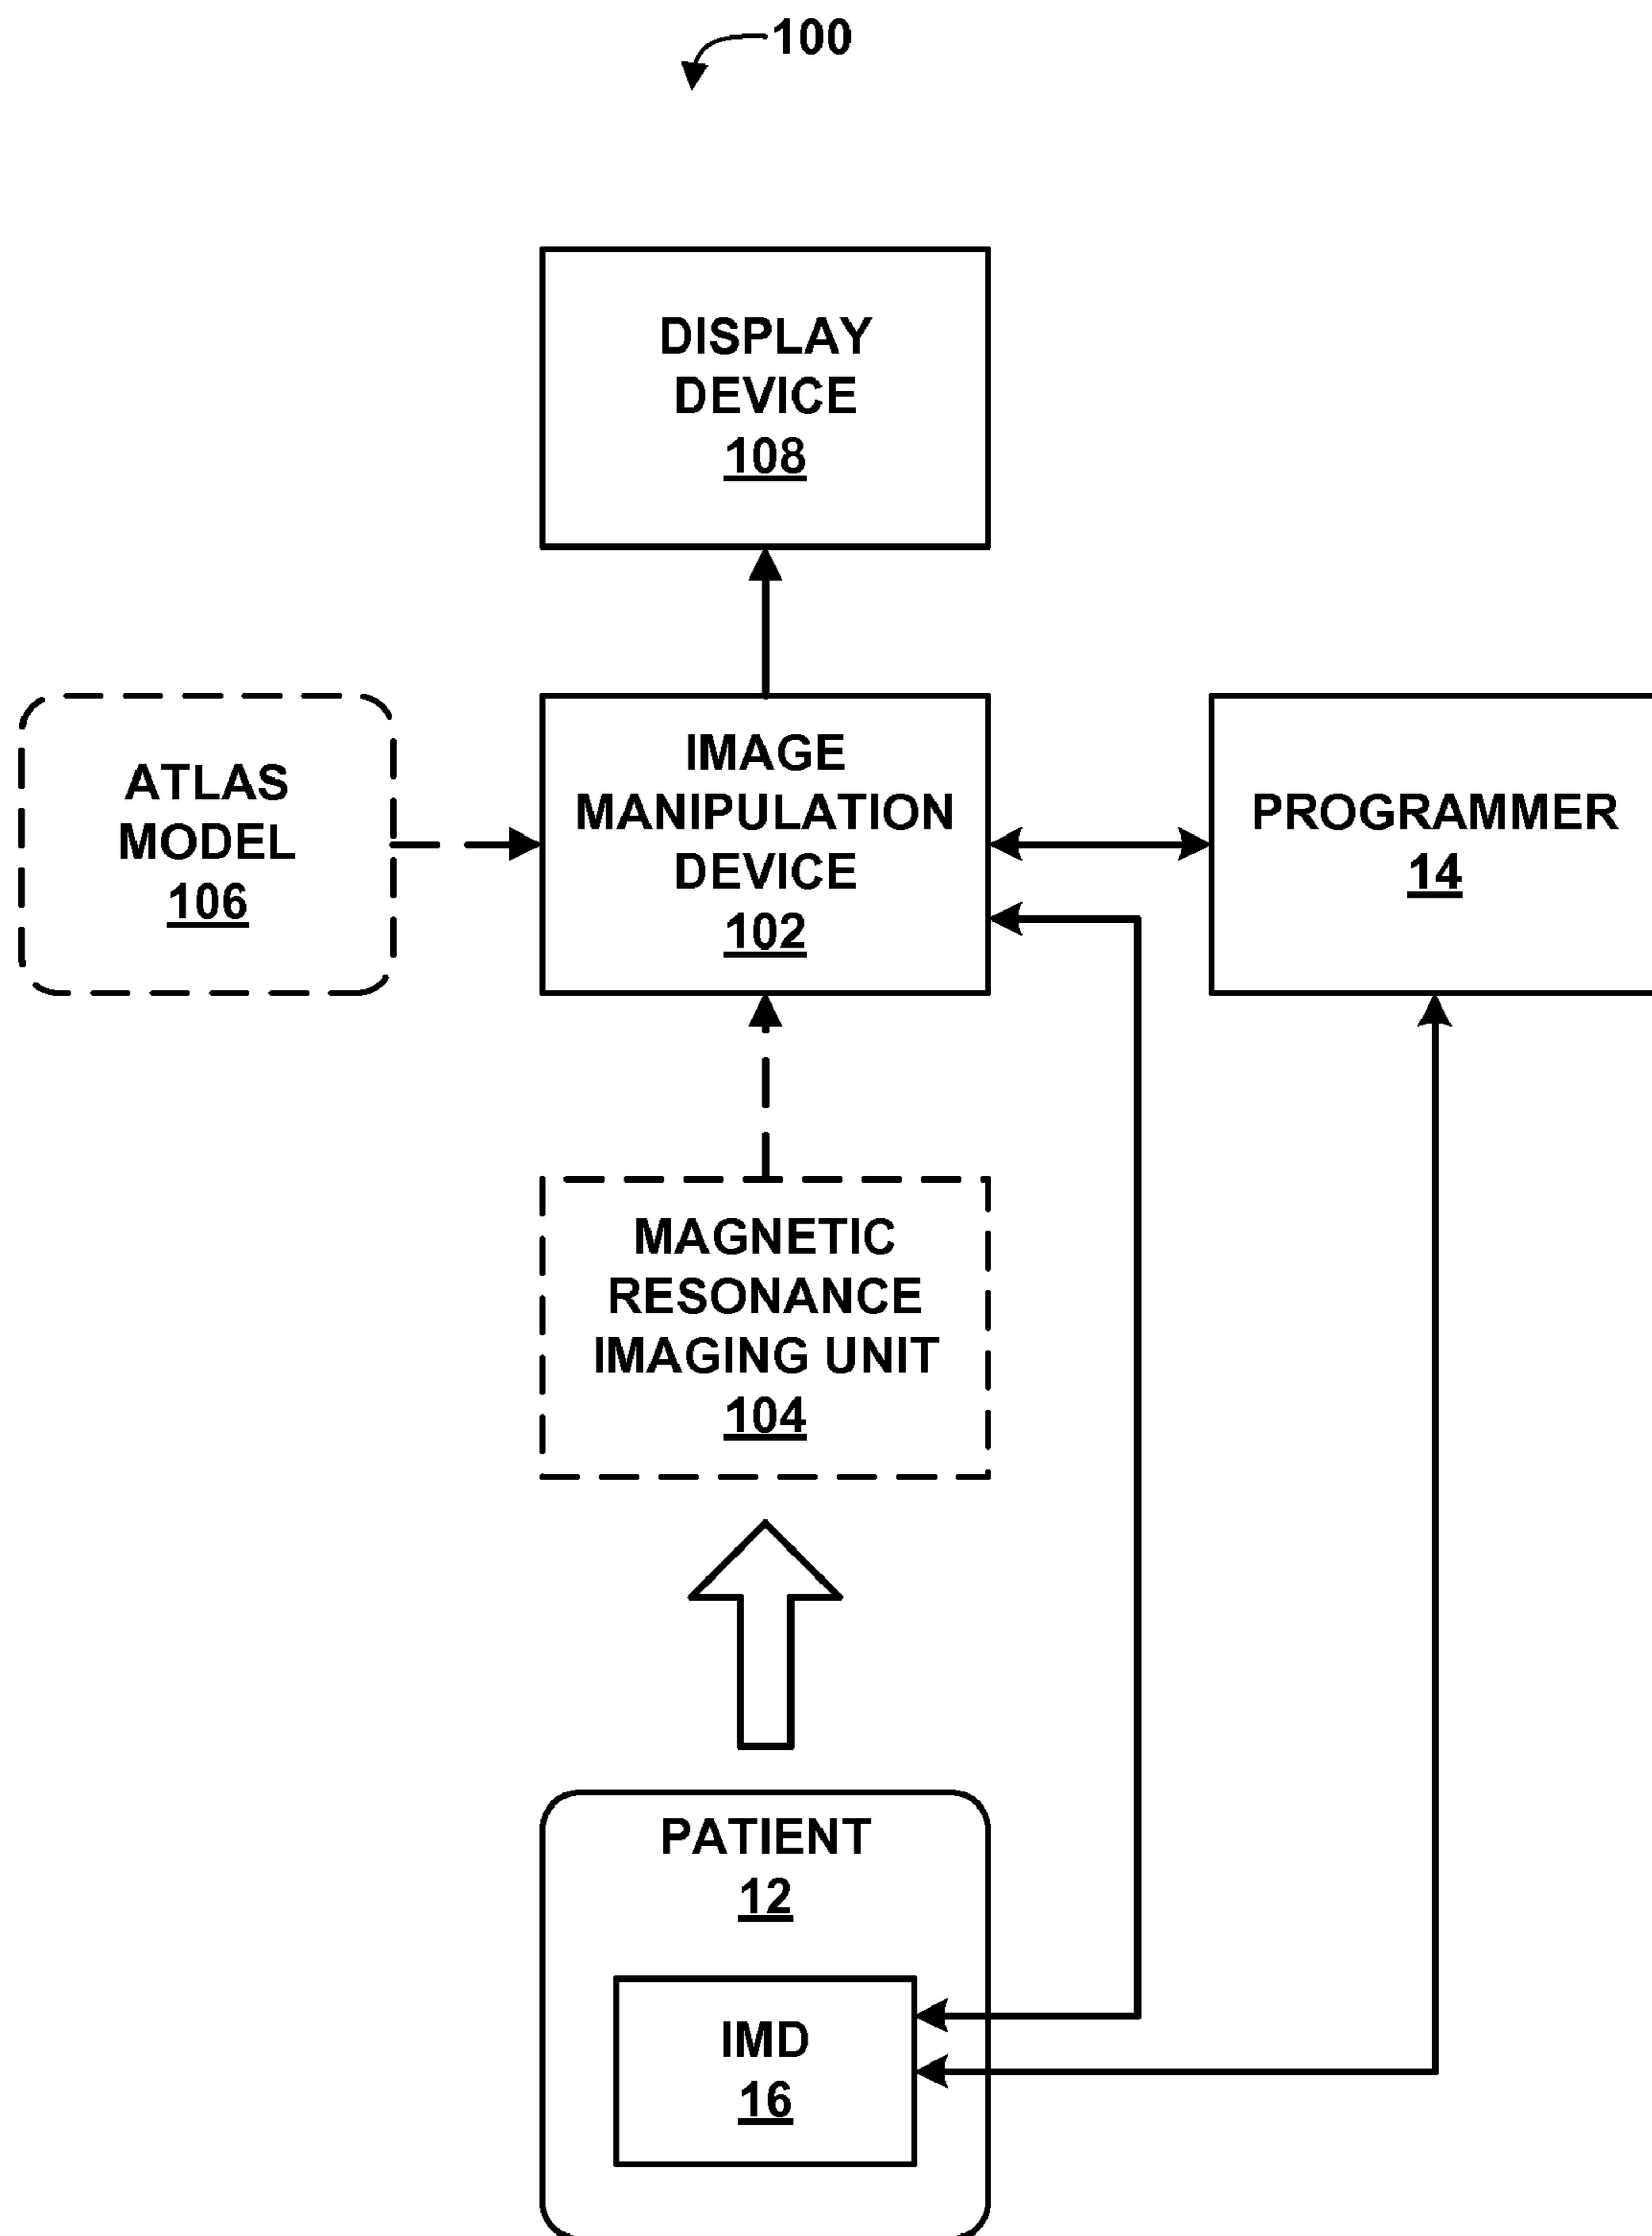 100
DISPLAY
DEVICE
108
ATLAS
MODEL
106
IMAGE
MANIPULATION
DEVICE
102
PROGRAMMER
14
MAGNETIC
RESONANCE
IMAGING UNIT
104
PATIENT
12
IMD
16